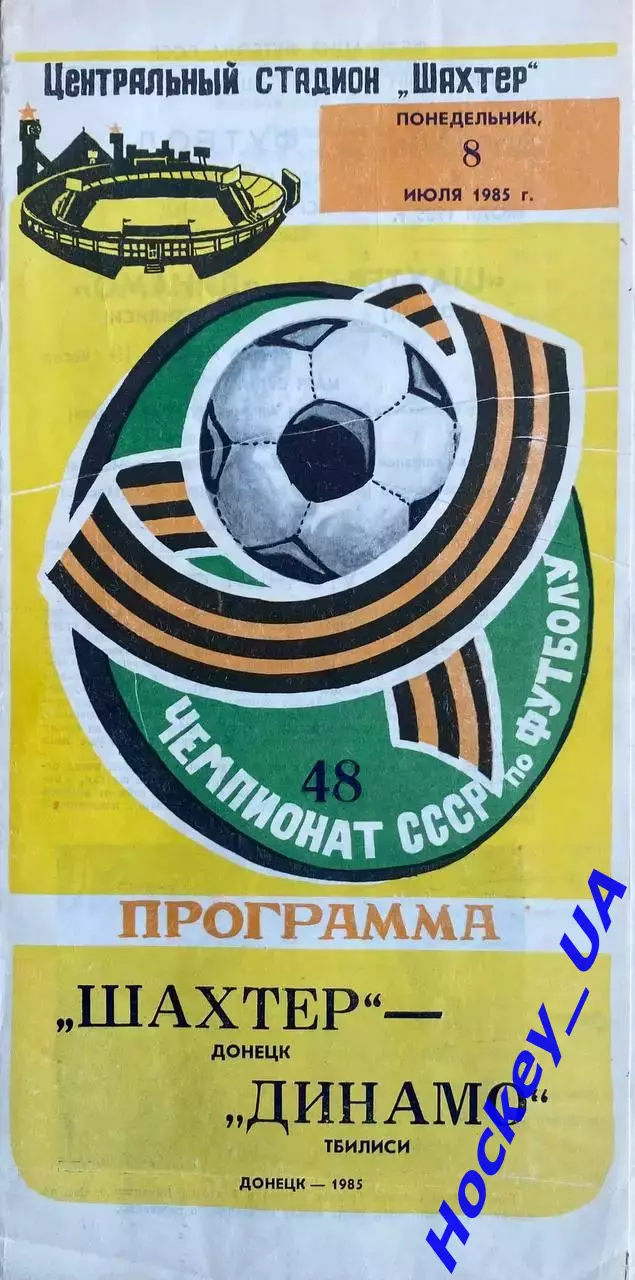 Центральный стадион „Шахтер“
ПОНЕДЕЛЬНИК,
8
ИЮЛЯ 1985 г.
48
ЧЕМПИОНАТ СССР по ФУТБОЛУ
ПРОГРАММА
„ШАХТЕР“ —
ДОНЕЦК
„ДИНАМО“
ТБИЛИСИ
ДОНЕЦК — 1985
Hockey_UA